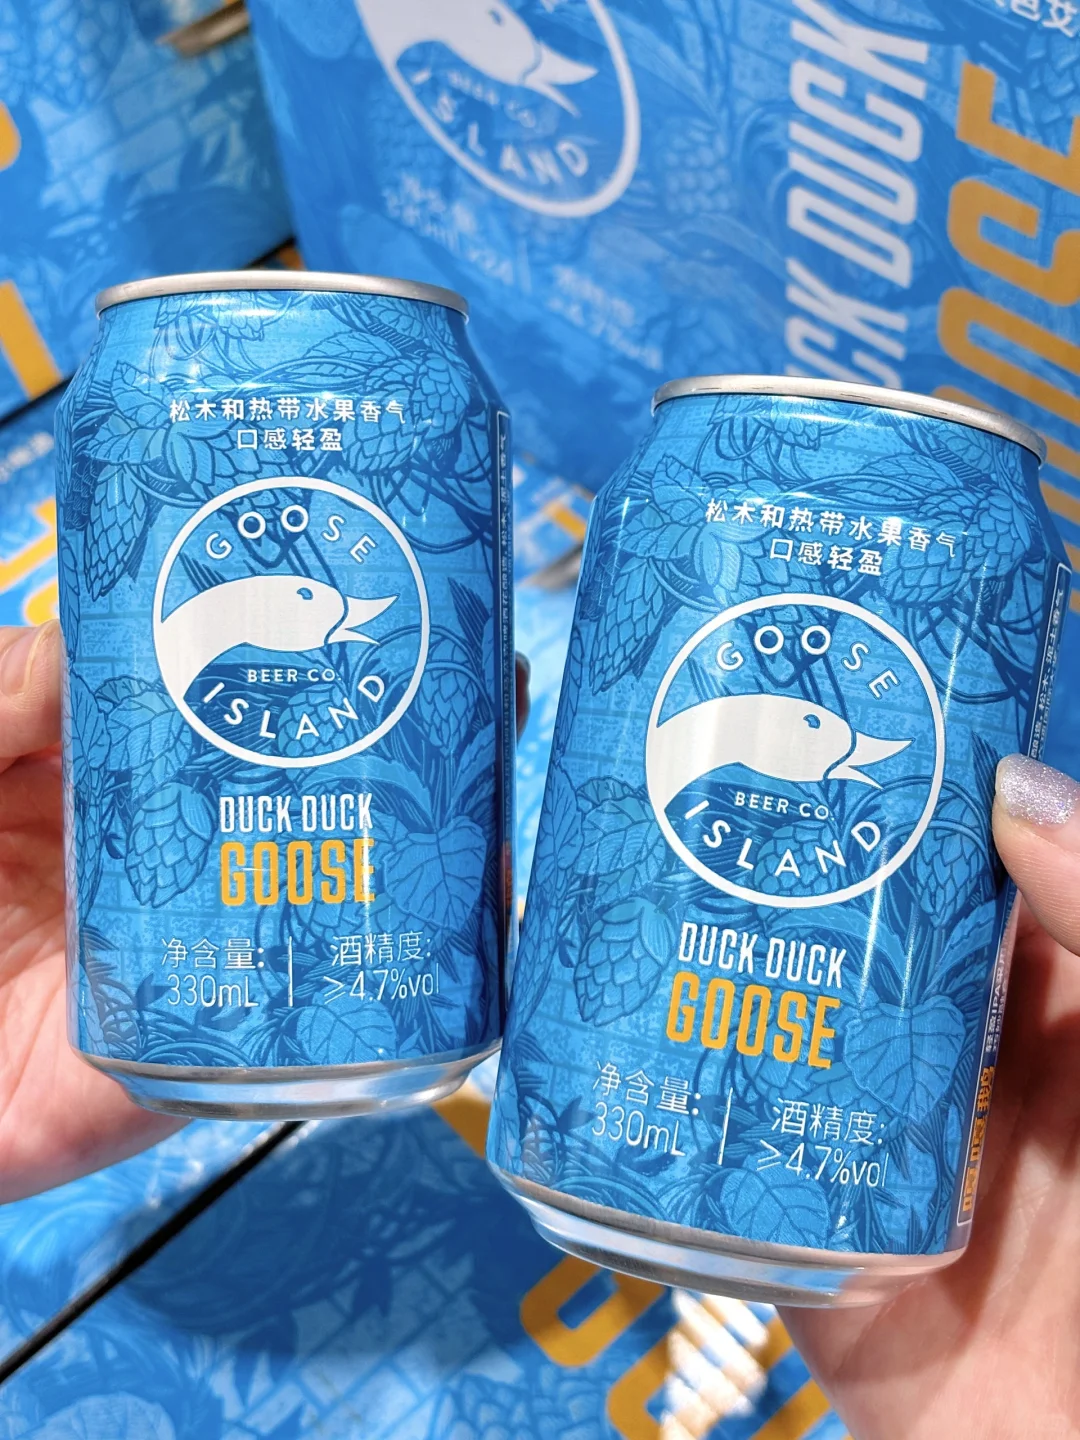 ISLAND
DUCK DUCK
松木和热带水果香气
口感轻盈
GOOSE
BEER CO.
ISLAND
DUCK DUCK
GOOSE
净含量:
330mL
酒精度:
≥4.7%vol
松木和热带水果香气
口感轻盈
GOOSE
BEER CO.
ISLAND
DUCK DUCK
GOOSE
净含量:
330mL
酒精度:
≥4.7%vol